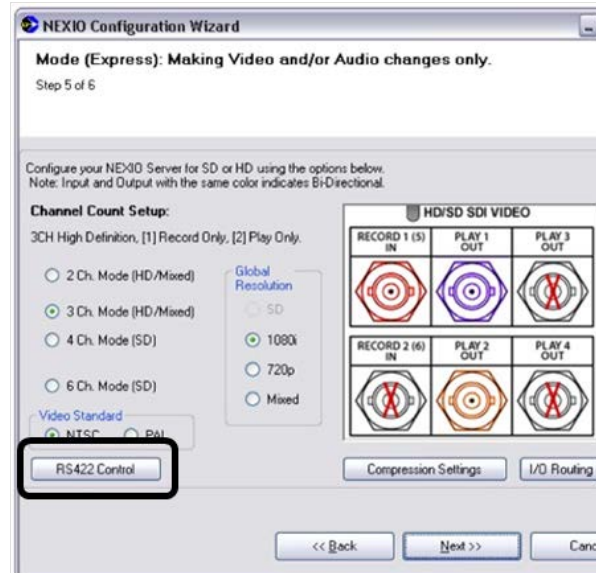 NEXIO Configuration Wizard
Mode (Express): Making Video and/or Audio changes only.
Step 5 of 6
Configure your NEXIO Server for SD or HD using the options below.
Note: Input and Output with the same color indicates Bi-Directional.
Channel Count Setup:
3CH High Definition, [1] Record Only, [2] Play Only.
2 Ch. Mode (HD/Mixed)
3 Ch. Mode (HD/Mixed)
4 Ch. Mode (SD)
6 Ch. Mode (SD)
Global
Resolution
SD
1080i
720p
Mixed
Video Standard
NTSC PAL
RS422 Control
HD/SD SDI VIDEO
RECORD 1 (5) IN
PLAY 1 OUT
PLAY 3 OUT
RECORD 2 (6) IN
PLAY 2 OUT
PLAY 4 OUT
Compression Settings
I/O Routing
<< Back
Next >>
Canc